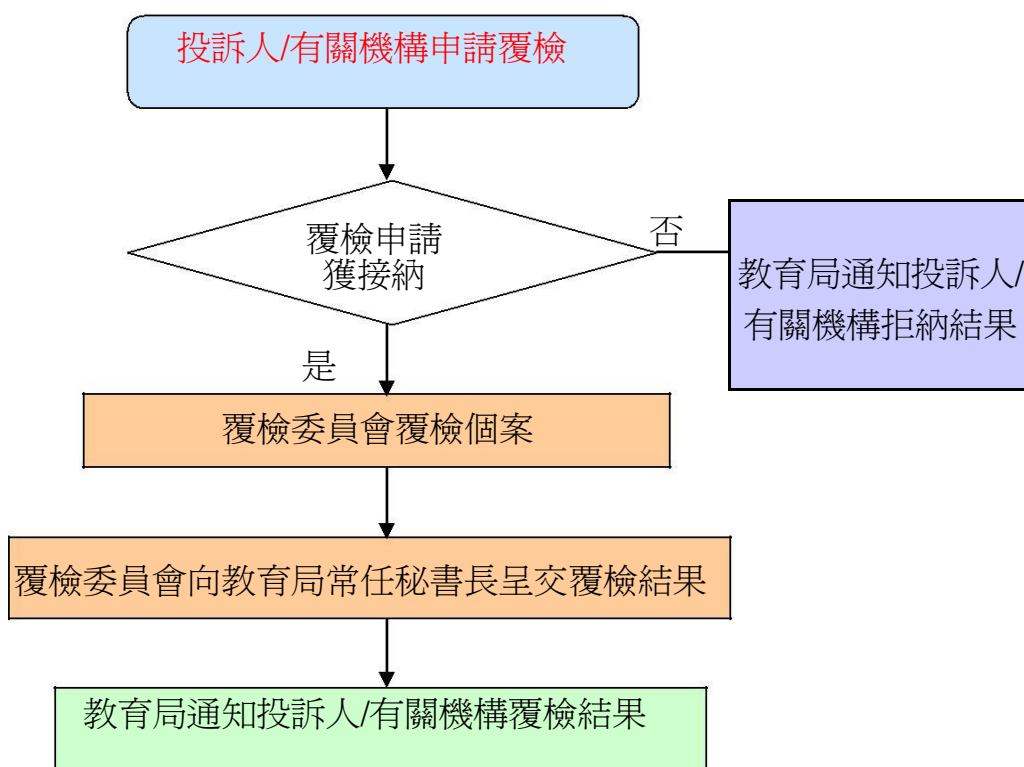 投訴人/有關機構申請覆檢
覆檢申請
獲接納
否
教育局通知投訴人/
有關機構拒納結果
是
覆檢委員會覆檢個案
覆檢委員會向教育局常任秘書長呈交覆檢結果
教育局通知投訴人/有關機構覆檢結果